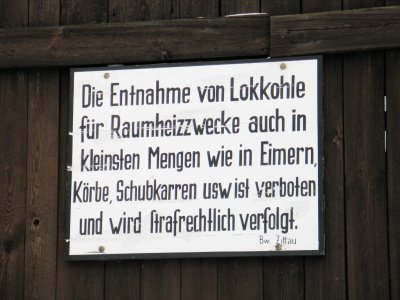 Die Entnahme von Lokkohle
für Raumheizzwecke auch in
kleinsten Mengen wie in Eimern,
Körbe, Schubkarren usw ist verboten
und wird strafrechtlich verfolgt.
Bw. Zittau